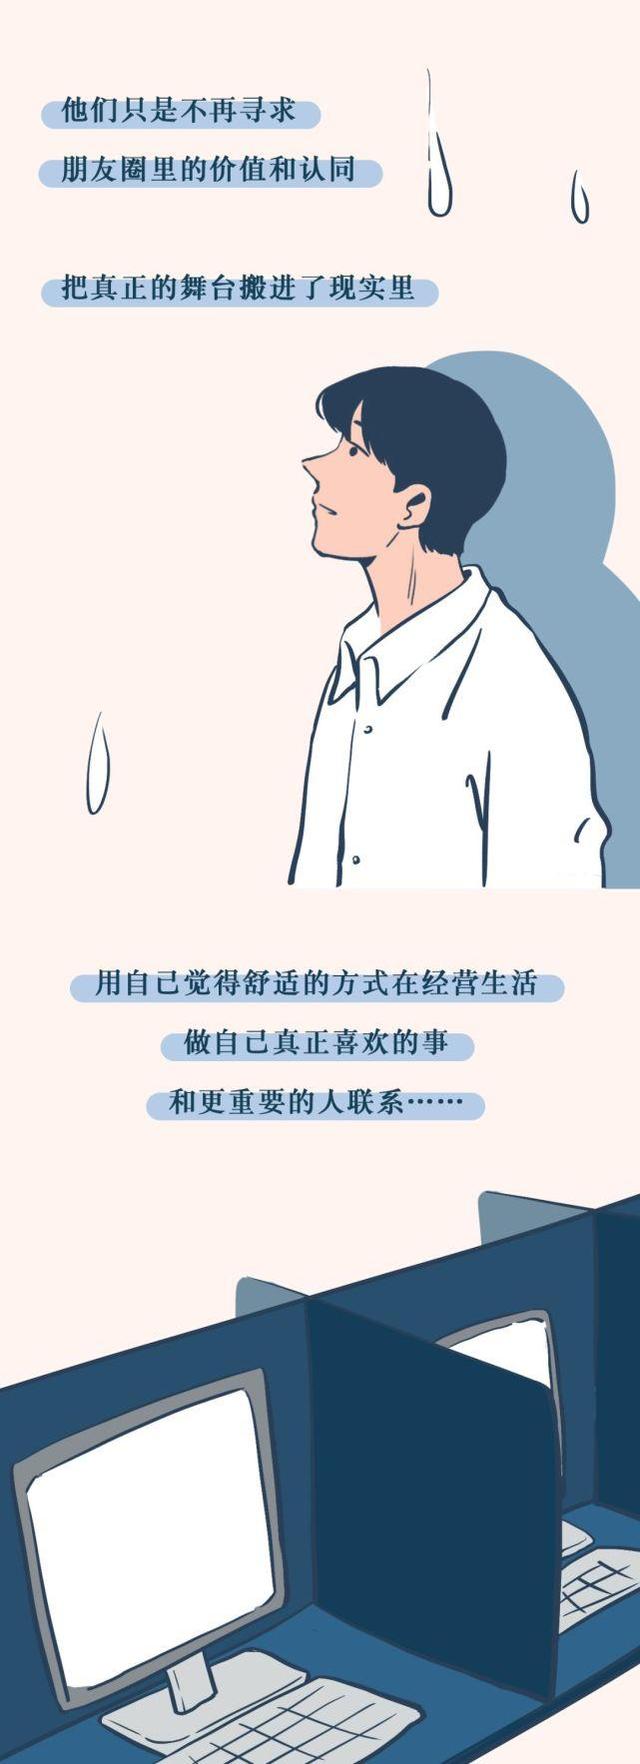 他们只是不再寻求
朋友圈里的价值和认同
把真正的舞台搬进了现实里
用自己觉得舒适的方式在经营生活
做自己真正喜欢的事
和更重要的人联系……